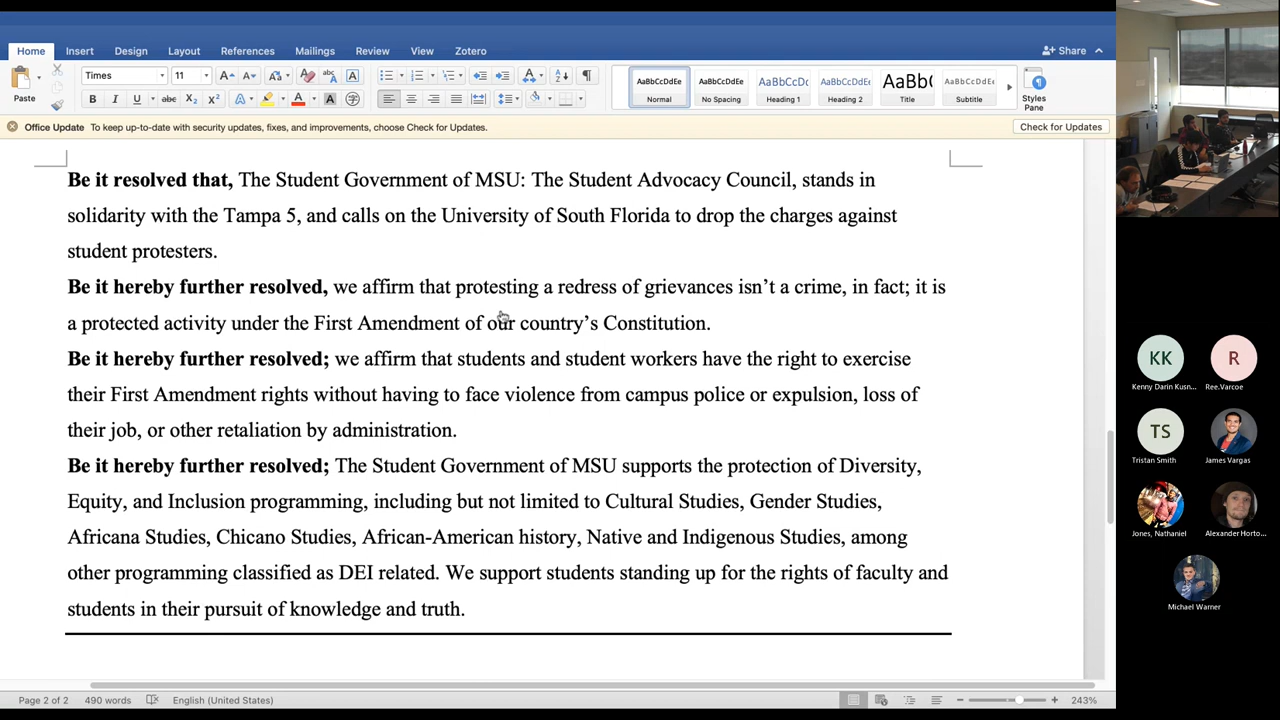 Home Insert Design Layout References Mailings Review View Zotero
Share
Paste
Times 11
AaBbCcDdEe AaBbCcDdEe AaBbCcDc AaBbCcDdEe AaBb( AaBbCcDdEe
Normal No Spacing Heading 1 Heading 2 Title Subtitle
Styles
Pane
Office Update To keep up-to-date with security updates, fixes, and improvements, choose Check for Updates. Check for Updates
Be it resolved that, The Student Government of MSU: The Student Advocacy Council, stands in
solidarity with the Tampa 5, and calls on the University of South Florida to drop the charges against
student protesters.
Be it hereby further resolved, we affirm that protesting a redress of grievances isn’t a crime, in fact; it is
a protected activity under the First Amendment of our country’s Constitution.
Be it hereby further resolved; we affirm that students and student workers have the right to exercise
their First Amendment rights without having to face violence from campus police or expulsion, loss of
their job, or other retaliation by administration.
Be it hereby further resolved; The Student Government of MSU supports the protection of Diversity,
Equity, and Inclusion programming, including but not limited to Cultural Studies, Gender Studies,
Africana Studies, Chicano Studies, African-American history, Native and Indigenous Studies, among
other programming classified as DEI related. We support students standing up for the rights of faculty and
students in their pursuit of knowledge and truth.
Page 2 of 2 490 words English (United States) 243%
KK R
Kenny Darin Kusn... Ree.Varcoe
TS
Tristan Smith James Vargas
Jones, Nathaniel Alexander Horto...
Michael Warner